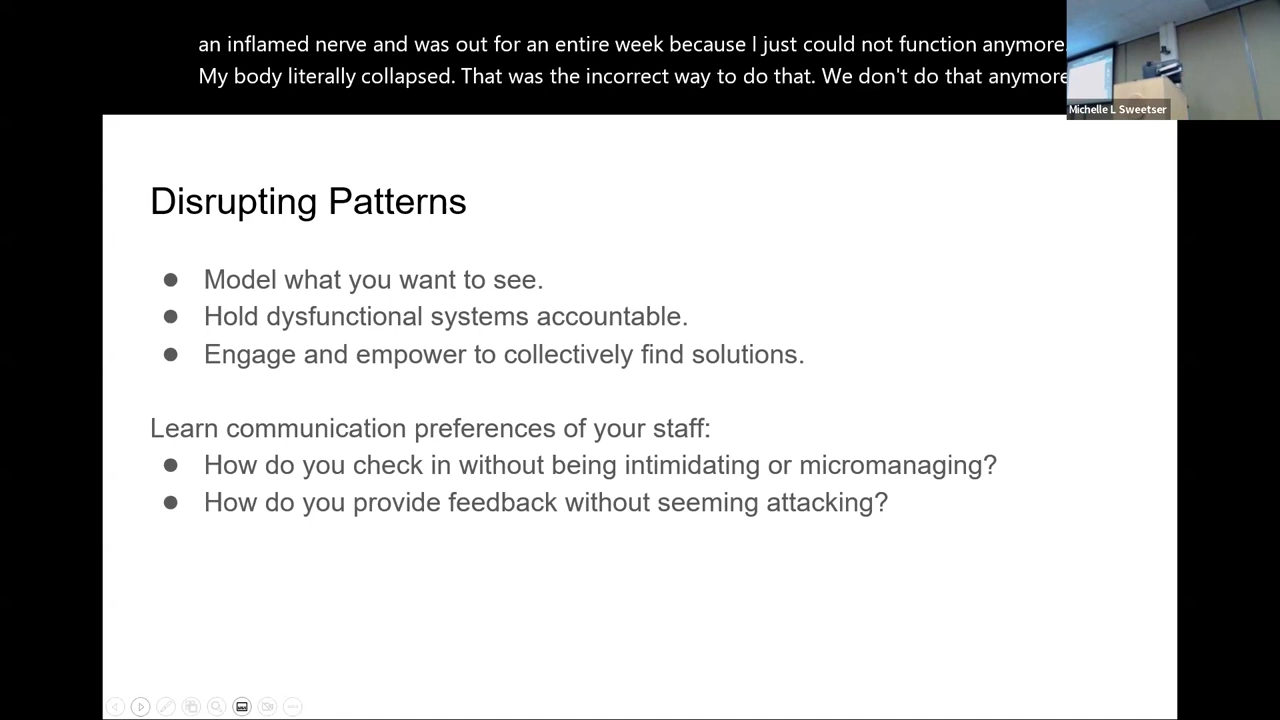 an inflamed nerve and was out for an entire week because I just could not function anymore.
My body literally collapsed. That was the incorrect way to do that. We don't do that anymore
Michelle L Sweetser
Disrupting Patterns
● Model what you want to see.
● Hold dysfunctional systems accountable.
● Engage and empower to collectively find solutions.
Learn communication preferences of your staff:
● How do you check in without being intimidating or micromanaging?
● How do you provide feedback without seeming attacking?